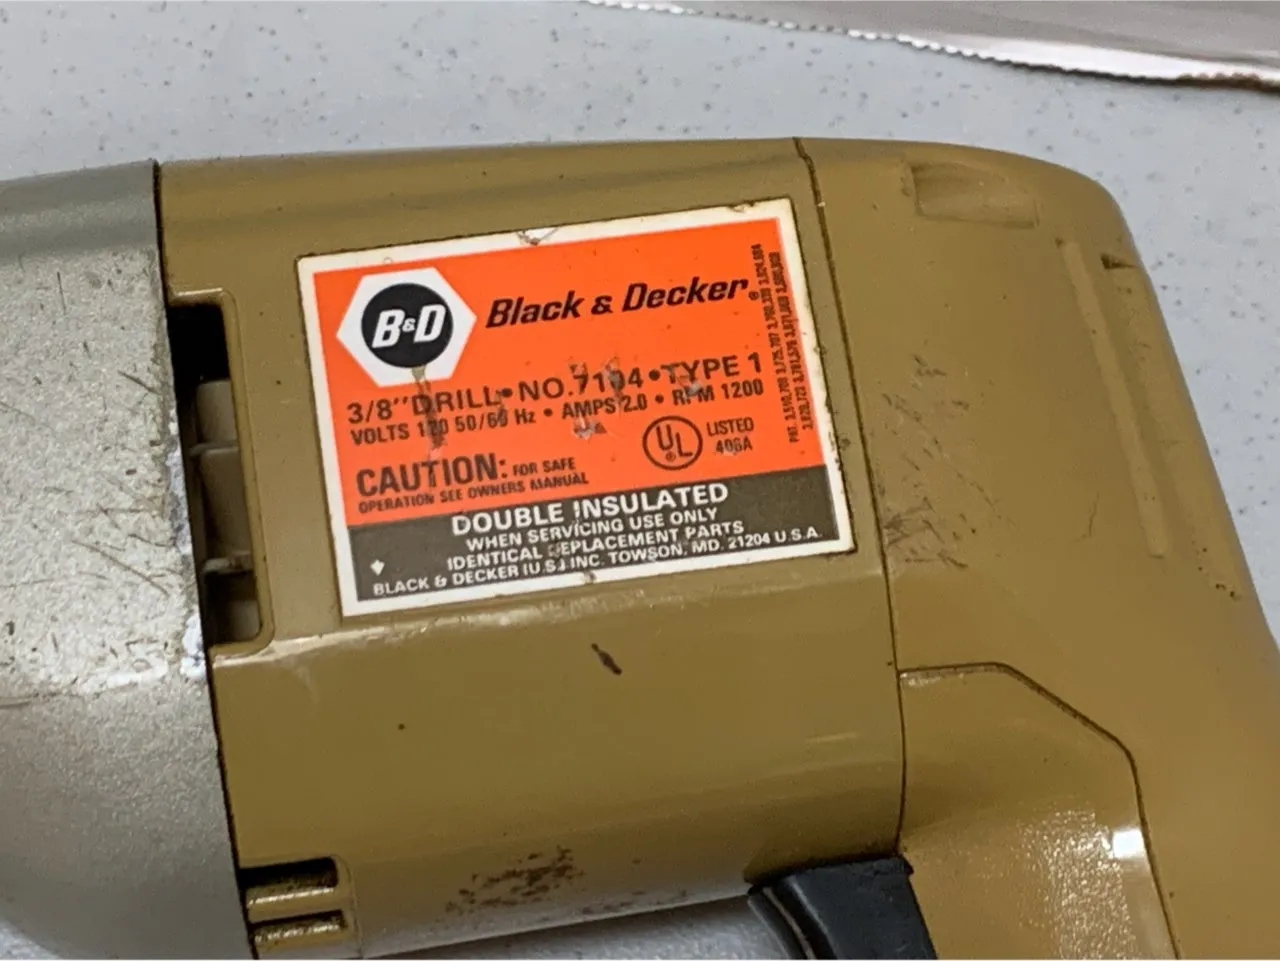 B&D
Black & Decker®
3/8" DRILL • NO. 7104 • TYPE 1
VOLTS 120 50/60 Hz • AMPS 2.0 • RPM 1200
CAUTION: FOR SAFE
OPERATION SEE OWNERS MANUAL
UL®
LISTED
406A
DOUBLE INSULATED
WHEN SERVICING USE ONLY
IDENTICAL REPLACEMENT PARTS
BLACK & DECKER (U.S.) INC. TOWSON, MD. 21204 U.S.A.
PAT.